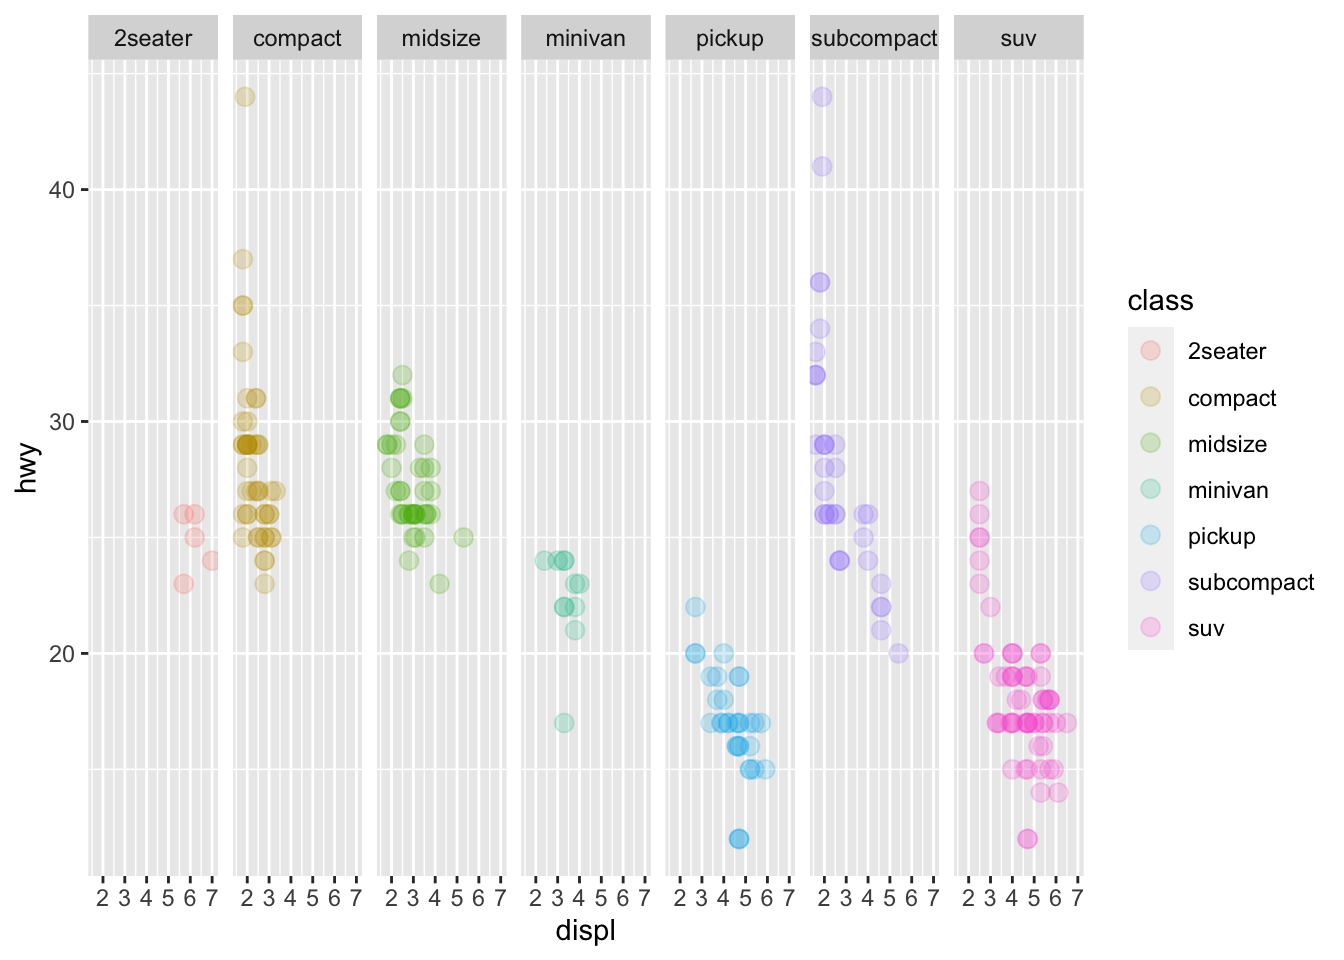 2seater compact midsize minivan pickup subcompact suv
40
30
20
hwy
2 3 4 5 6 7 2 3 4 5 6 7 2 3 4 5 6 7 2 3 4 5 6 7 2 3 4 5 6 7 2 3 4 5 6 7 2 3 4 5 6 7
displ
class
2seater
compact
midsize
minivan
pickup
subcompact
suv